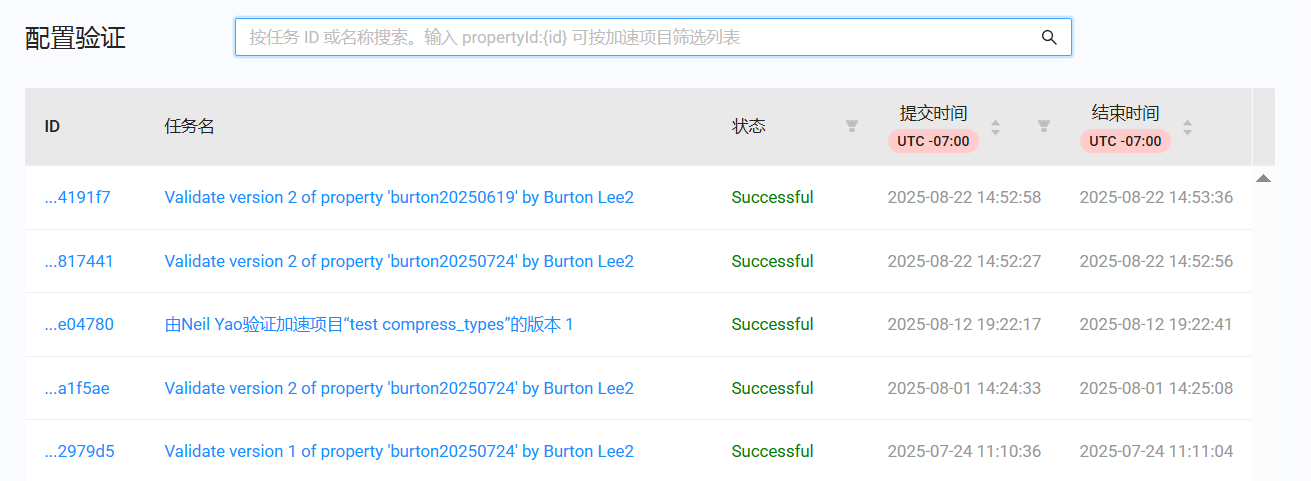 配置验证
按任务 ID 或名称搜索。输入 propertyId:{id} 可按加速项目筛选列表
ID 任务名 状态 提交时间 UTC -07:00 结束时间 UTC -07:00
...4191f7 Validate version 2 of property 'burton20250619' by Burton Lee2 Successful 2025-08-22 14:52:58 2025-08-22 14:53:36
...817441 Validate version 2 of property 'burton20250724' by Burton Lee2 Successful 2025-08-22 14:52:27 2025-08-22 14:52:56
...e04780 由Neil Yao验证加速项目“test compress_types”的版本 1 Successful 2025-08-12 19:22:17 2025-08-12 19:22:41
...a1f5ae Validate version 2 of property 'burton20250724' by Burton Lee2 Successful 2025-08-01 14:24:33 2025-08-01 14:25:08
...2979d5 Validate version 1 of property 'burton20250724' by Burton Lee2 Successful 2025-07-24 11:10:36 2025-07-24 11:11:04